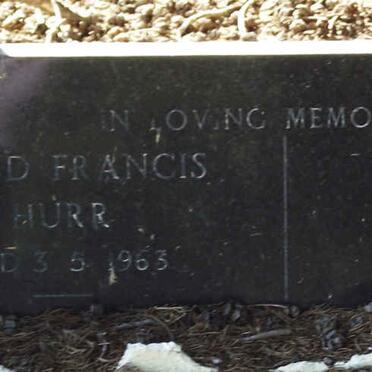 IN LOVING MEMO
D FRANCIS
HURR
D 3 5 1963